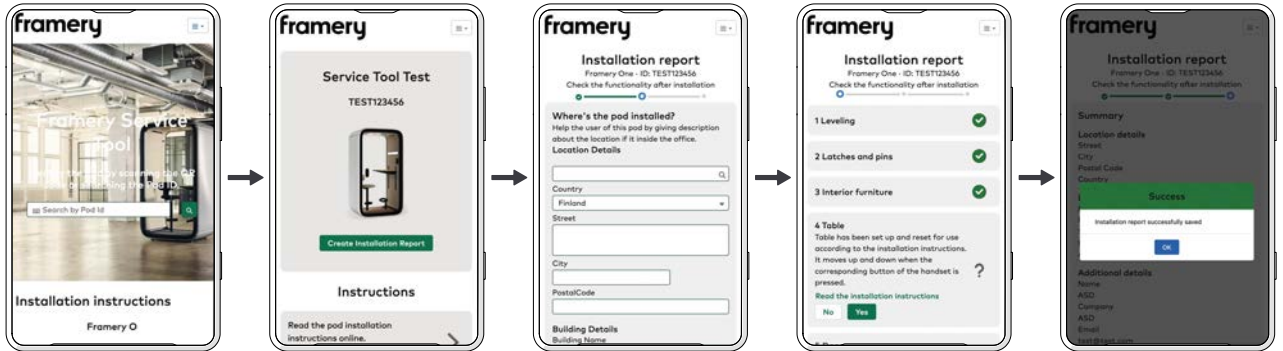 framery
Framery Service
Tool
the Pod ID.
Search by Pod Id
Installation instructions
Framery O
framery
Service Tool Test
TEST123456
Create Installation Report
Instructions
Read the pod installation
instructions online.
framery
Installation report
Framery One - ID: TEST123456
Check the functionality after installation
Where's the pod installed?
Help the user of this pod by giving description
about the location if it inside the office.
Location Details
Country
Finland
Street
City
PostalCode
Building Details
Building Name
framery
Installation report
Framery One - ID: TEST123456
Check the functionality after installation
1 Leveling
2 Latches and pins
3 Interior furniture
4 Table
Table has been set up and reset for use
according to the installation instructions.
It moves up and down when the
corresponding button of the handset is
pressed.
?
Read the installation instructions
No Yes
framery
Installation report
Framery One - ID: TEST123456
Check the functionality after installation
Summary
Location details
Street
City
Postal Code
Country
Success
Installation report successfully saved
OK
Additional details
Name
ASD
Company
ASD
Email